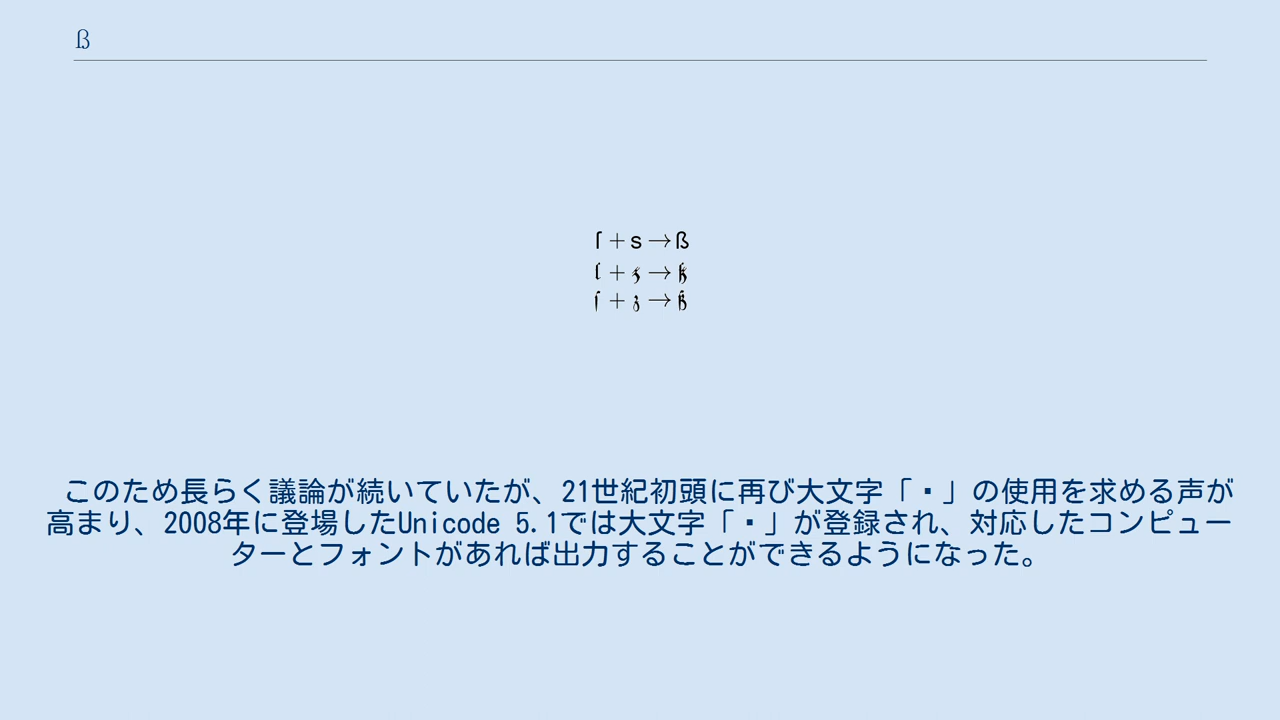 ß
ſ + s → ß
ſ + z → ß
ſ + z → ß
このため長らく議論が続いていたが、21世紀初頭に再び大文字「▪」の使用を求める声が
高まり、2008年に登場したUnicode 5.1では大文字「▪」が登録され、対応したコンピュー
ターとフォントがあれば出力することができるようになった。